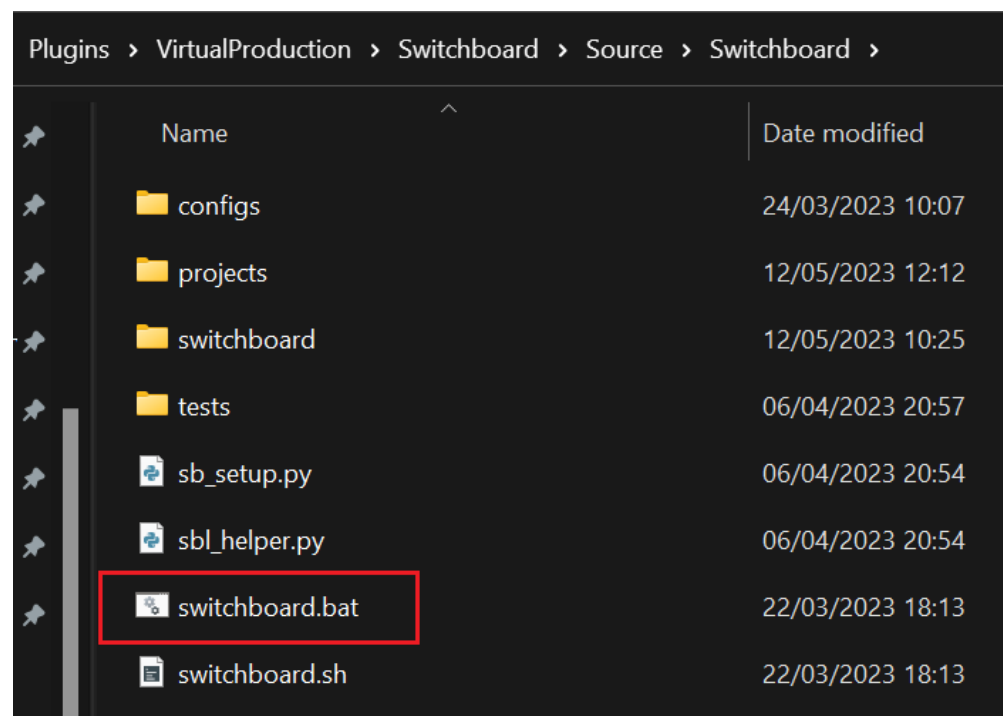 Plugins > VirtualProduction > Switchboard > Source > Switchboard >
Name Date modified
configs 24/03/2023 10:07
projects 12/05/2023 12:12
switchboard 12/05/2023 10:25
tests 06/04/2023 20:57
sb_setup.py 06/04/2023 20:54
sbl_helper.py 06/04/2023 20:54
switchboard.bat 22/03/2023 18:13
switchboard.sh 22/03/2023 18:13